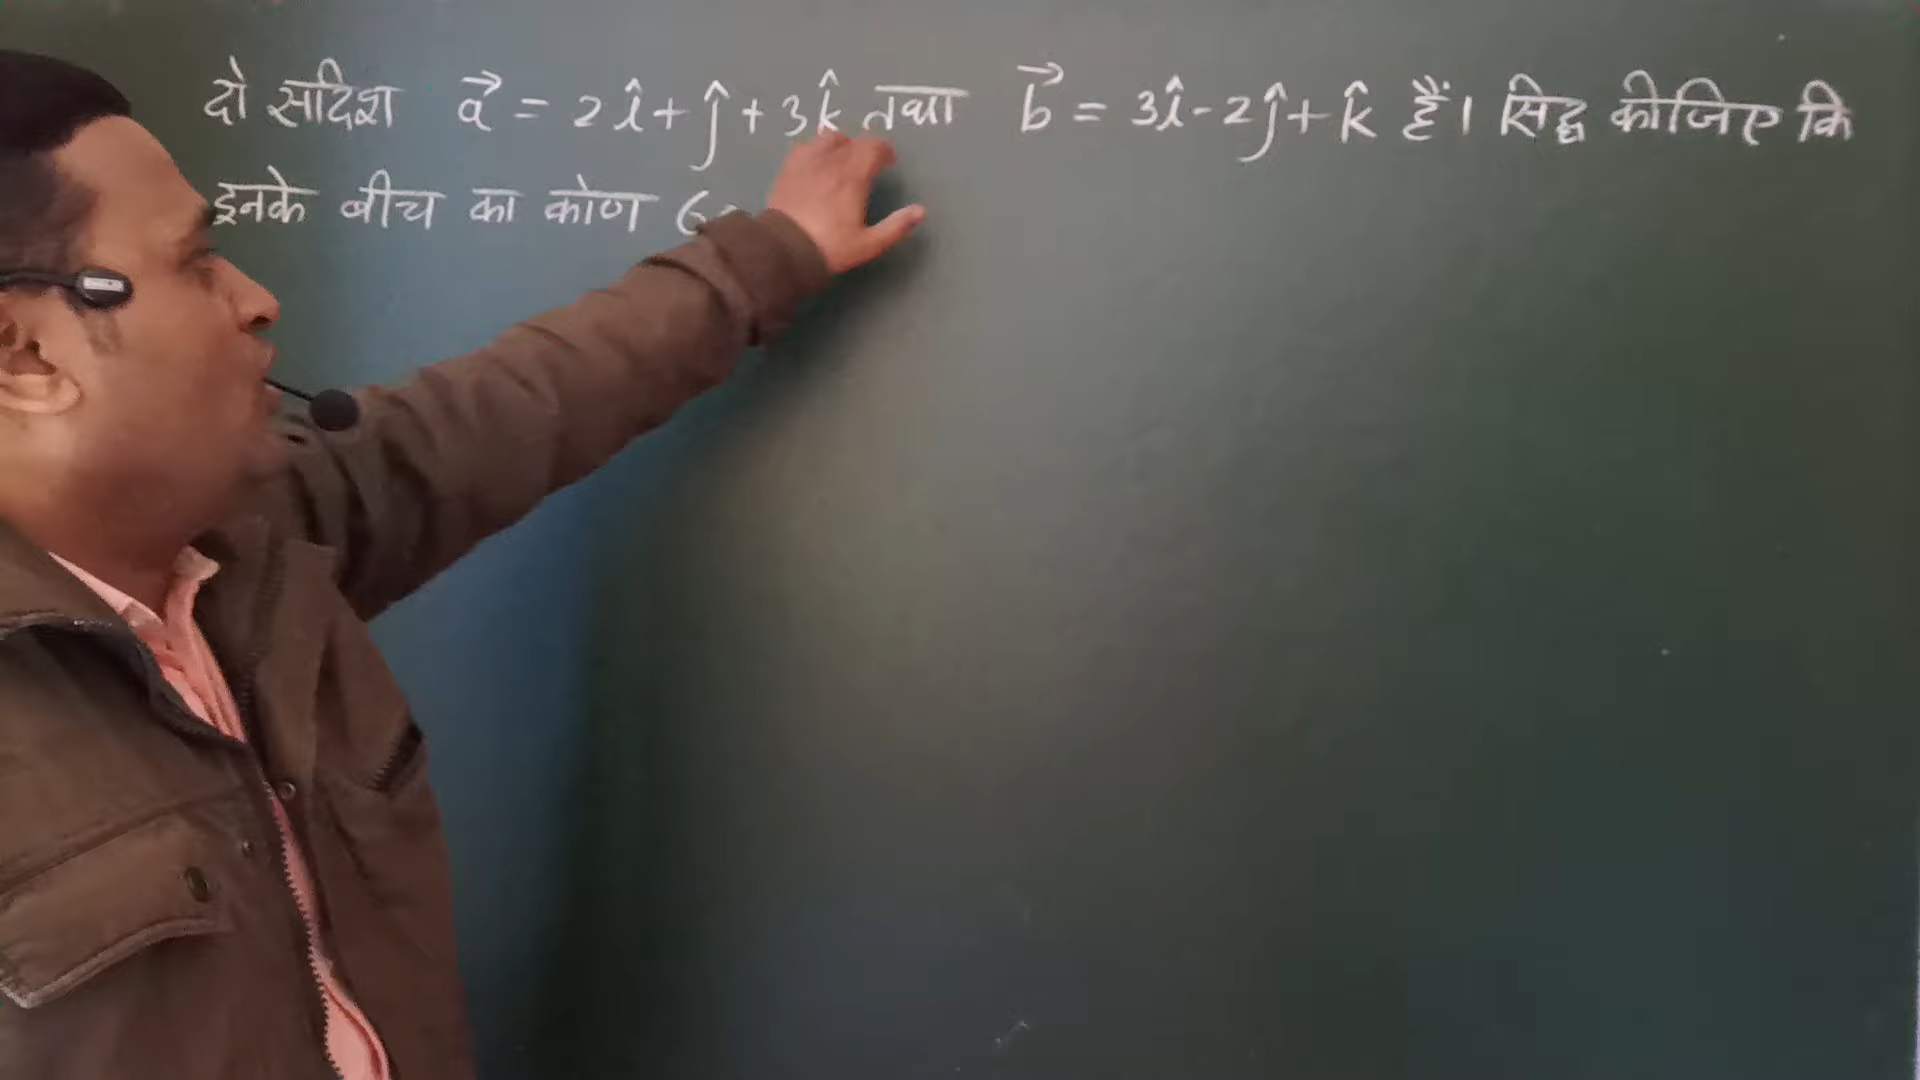 दो सदिश a⃗ = 2î + ĵ + 3k̂ तथा b⃗ = 3î - 2ĵ + k̂ हैं। सिद्ध कीजिए कि
इनके बीच का कोण